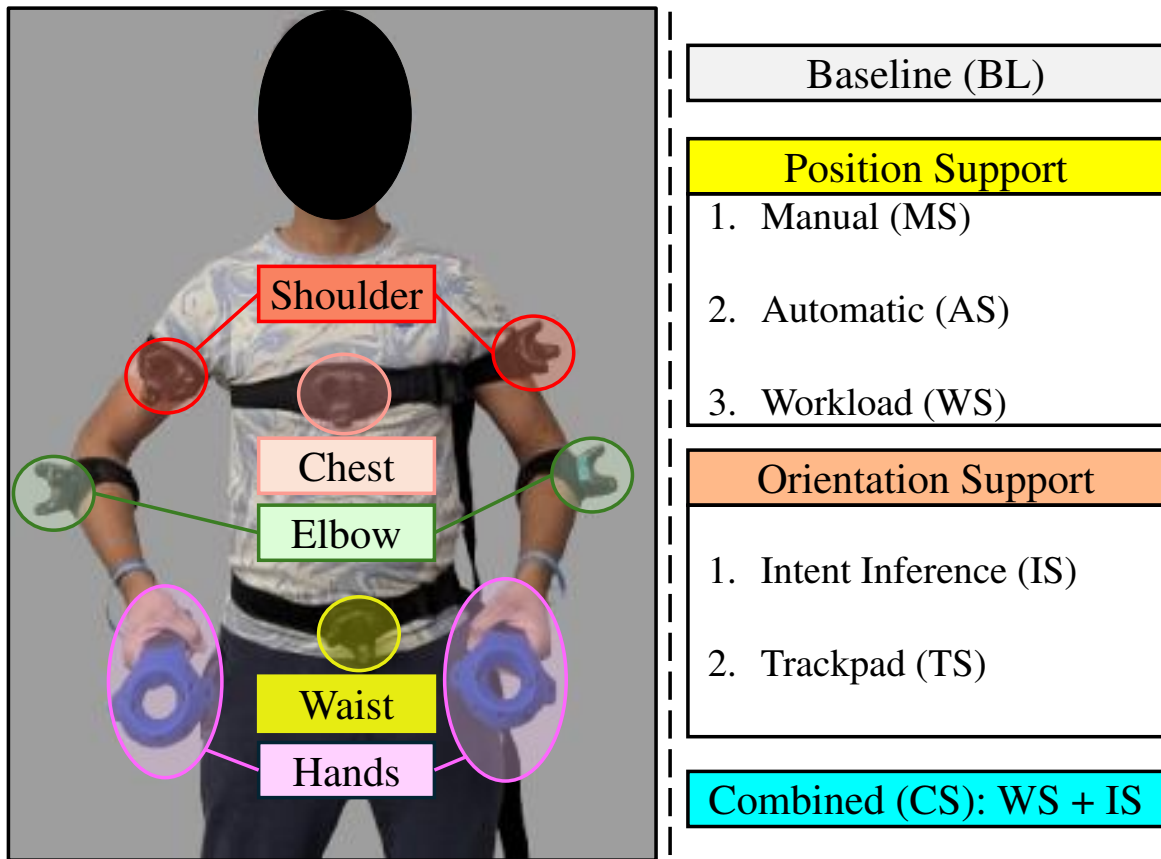 Shoulder
Chest
Elbow
Waist
Hands
Baseline (BL)
Position Support
1. Manual (MS)
2. Automatic (AS)
3. Workload (WS)
Orientation Support
1. Intent Inference (IS)
2. Trackpad (TS)
Combined (CS): WS + IS